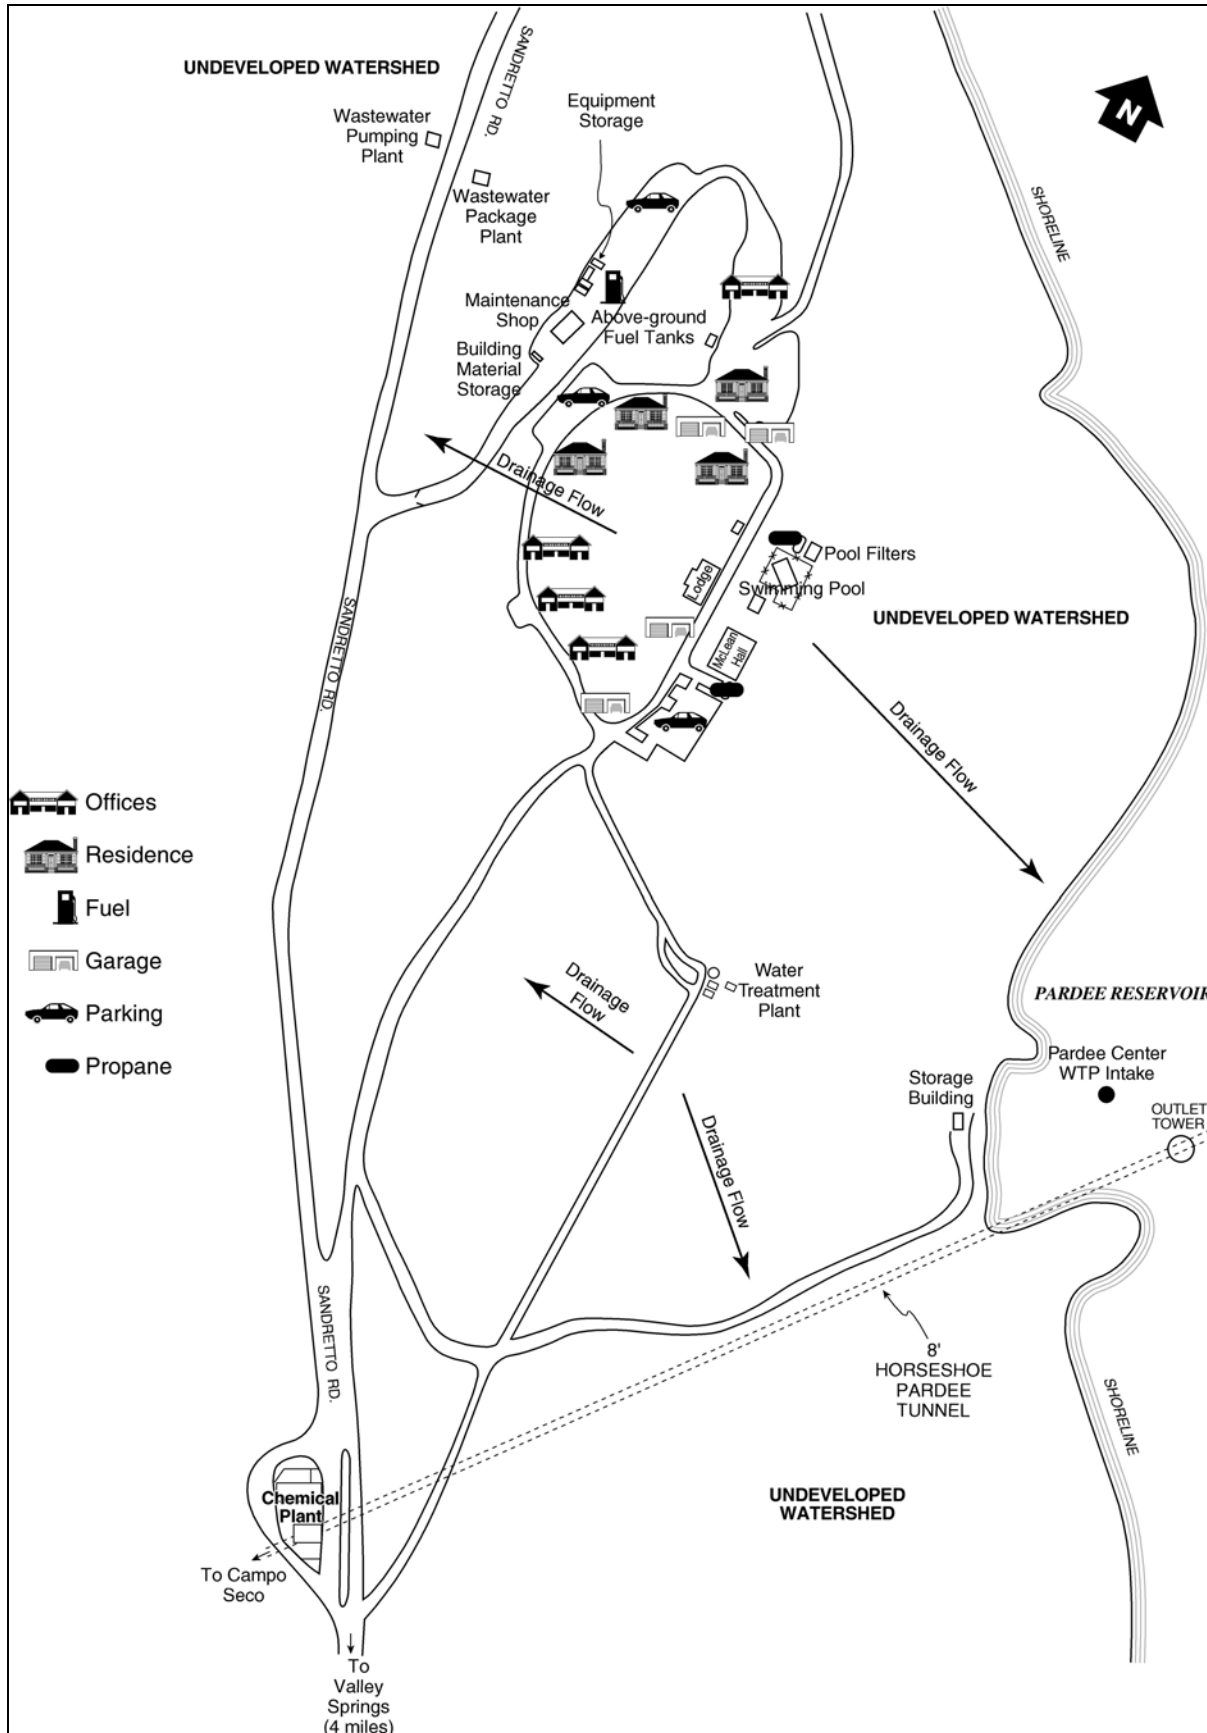 UNDEVELOPED WATERSHED
SANDRETTO RD.
Equipment
Storage
Wastewater
Pumping
Plant
N
Wastewater
Package
Plant
SHORELINE
Maintenance
Shop
Above-ground
Fuel Tanks
Building
Material
Storage
Drainage Flow
Pool Filters
Lodge
Swimming Pool
UNDEVELOPED WATERSHED
SANDRETTO RD.
McLean
Hall
Drainage Flow
Offices
Residence
Fuel
Garage
Parking
Propane
Drainage
Flow
Water
Treatment
Plant
PARDEE RESERVOIR
Pardee Center
WTP Intake
Storage
Building
OUTLET
TOWER
Drainage Flow
SANDRETTO RD.
8'
HORSESHOE
PARDEE
TUNNEL
SHORELINE
Chemical
Plant
UNDEVELOPED
WATERSHED
To Campo
Seco
To
Valley
Springs
(4 miles)